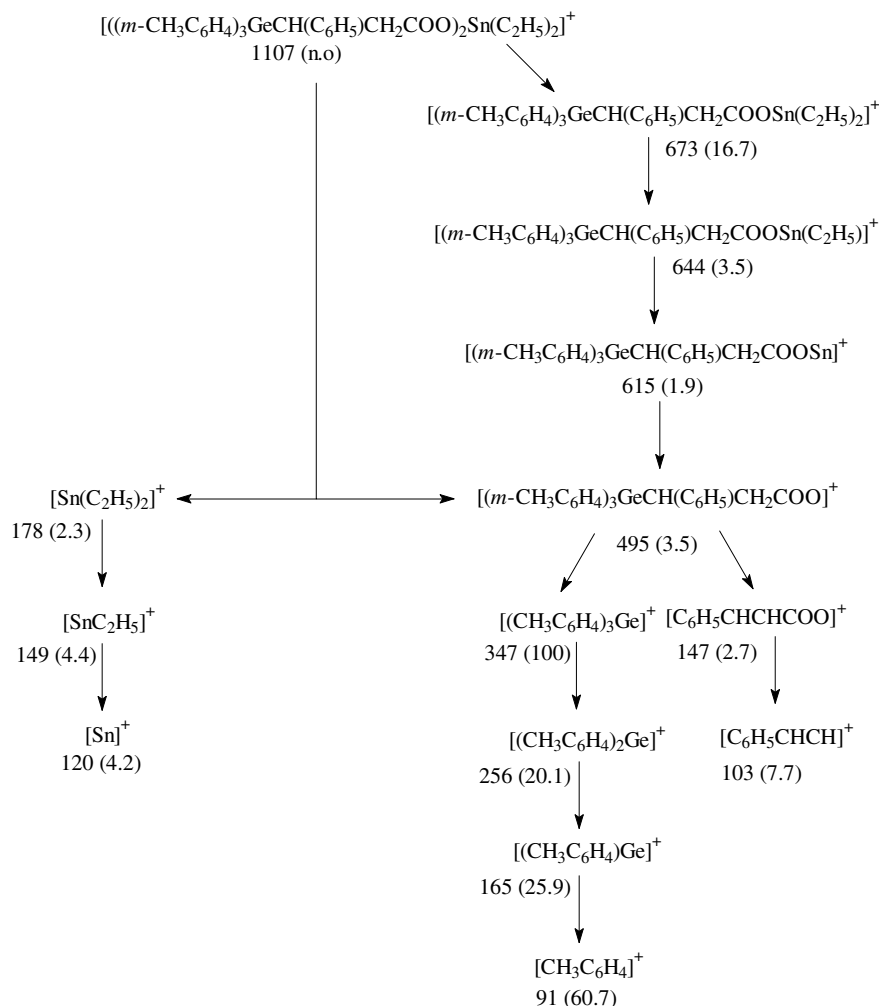 [((m-CH₃C₆H₄)₃GeCH(C₆H₅)CH₂COO)₂Sn(C₂H₅)₂]⁺
1107 (n.o)
[(m-CH₃C₆H₄)₃GeCH(C₆H₅)CH₂COOSn(C₂H₅)₂]⁺
673 (16.7)
[(m-CH₃C₆H₄)₃GeCH(C₆H₅)CH₂COOSn(C₂H₅)]⁺
644 (3.5)
[(m-CH₃C₆H₄)₃GeCH(C₆H₅)CH₂COOSn]⁺
615 (1.9)
[Sn(C₂H₅)₂]⁺
178 (2.3)
[(m-CH₃C₆H₄)₃GeCH(C₆H₅)CH₂COO]⁺
495 (3.5)
[SnC₂H₅]⁺
149 (4.4)
[(CH₃C₆H₄)₃Ge]⁺
347 (100)
[C₆H₅CHCHCOO]⁺
147 (2.7)
[Sn]⁺
120 (4.2)
[(CH₃C₆H₄)₂Ge]⁺
256 (20.1)
[C₆H₅CHCH]⁺
103 (7.7)
[(CH₃C₆H₄)Ge]⁺
165 (25.9)
[CH₃C₆H₄]⁺
91 (60.7)